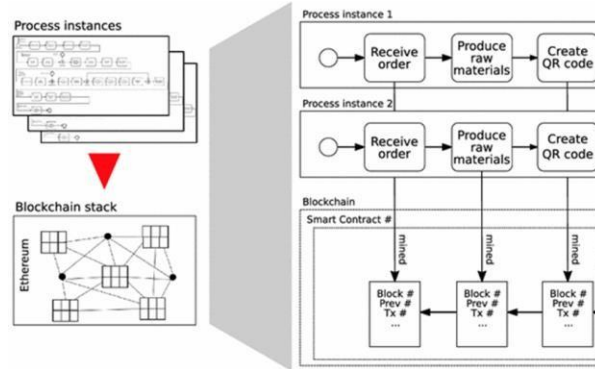 Process instances
Blockchain stack
Ethereum
Process instance 1
Receive
order
Produce
raw
materials
Create
QR code
Process instance 2
Receive
order
Produce
raw
materials
Create
QR code
Blockchain
Smart Contract #
mined
mined
mined
Block #
Prev #
Tx #
...
Block #
Prev #
Tx #
...
Block #
Prev #
Tx #
...